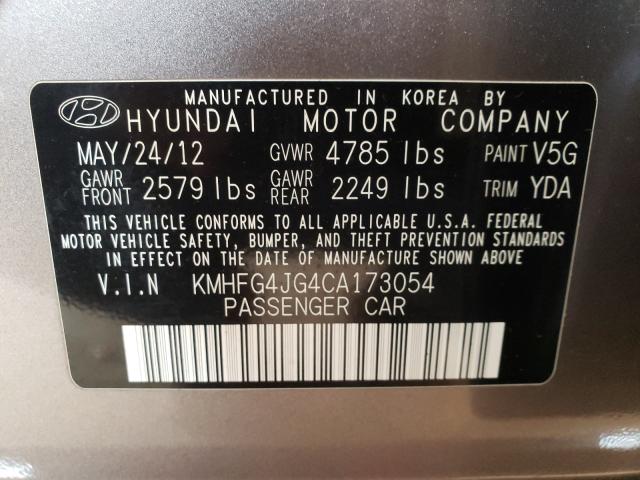 MANUFACTURED IN KOREA BY
HYUNDAI MOTOR COMPANY
MAY/24/12 GVWR 4785 lbs PAINT V5G
GAWR FRONT 2579 lbs GAWR REAR 2249 lbs TRIM YDA
THIS VEHICLE CONFORMS TO ALL APPLICABLE U.S.A. FEDERAL
MOTOR VEHICLE SAFETY, BUMPER, AND THEFT PREVENTION STANDARDS
IN EFFECT ON THE DATE OF MANUFACTURE SHOWN ABOVE.
V.I.N KMHFG4JG4CA173054
PASSENGER CAR